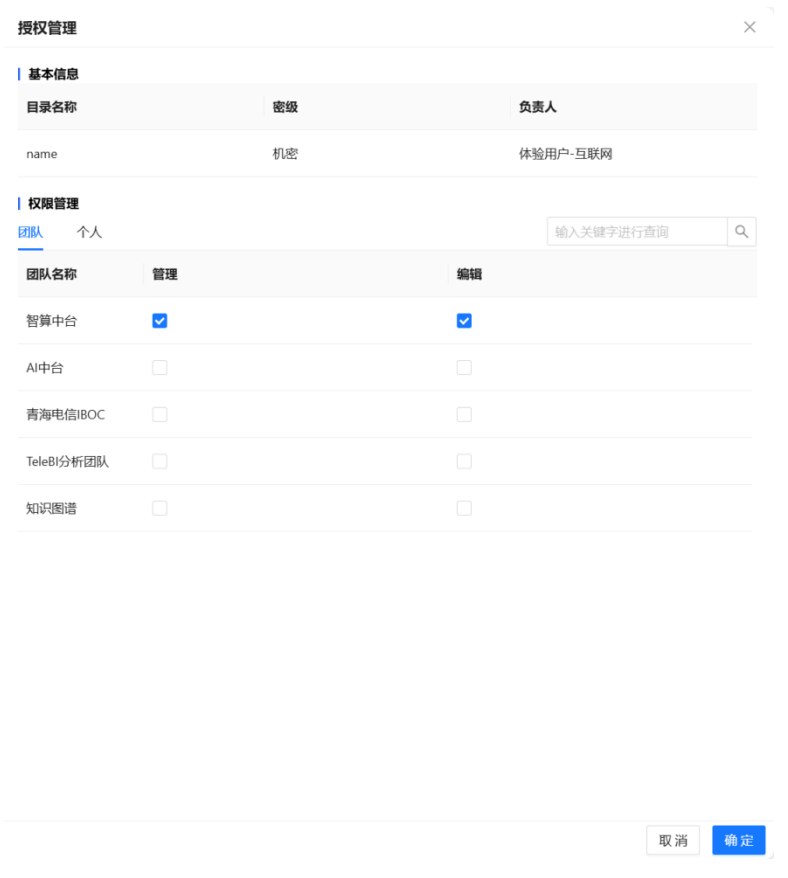 授权管理
基本信息
目录名称 密级 负责人
name 机密 体验用户-互联网
权限管理
团队 个人 输入关键字进行查询
团队名称 管理 编辑
智算中台
AI中台
青海电信IBOC
TeleBI分析团队
知识图谱
取消 确定